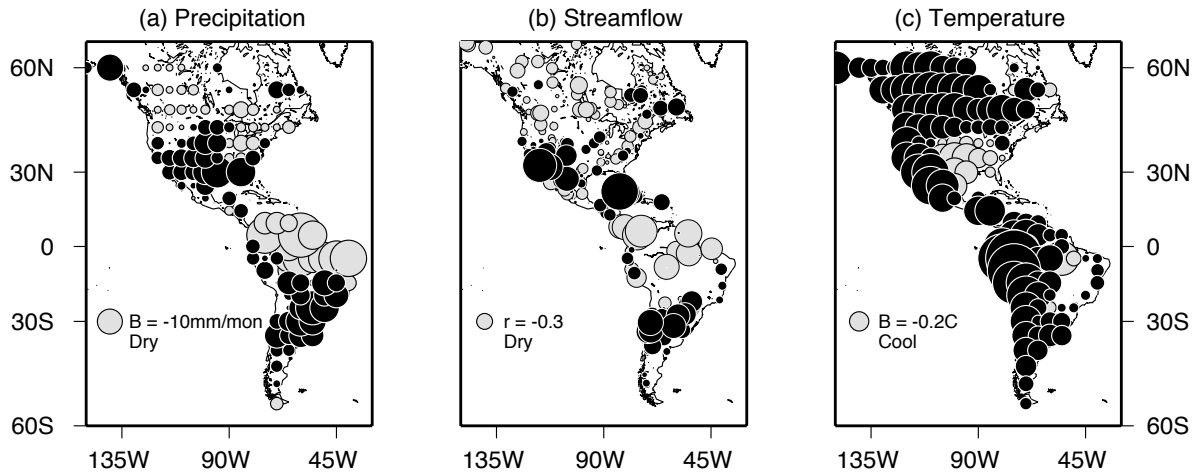 (a) Precipitation
(b) Streamflow
(c) Temperature
60N
30N
0
30S
60S
B = -10mm/mon
Dry
r = -0.3
Dry
B = -0.2C
Cool
60N
30N
0
30S
60S
135W 90W 45W
135W 90W 45W
135W 90W 45W